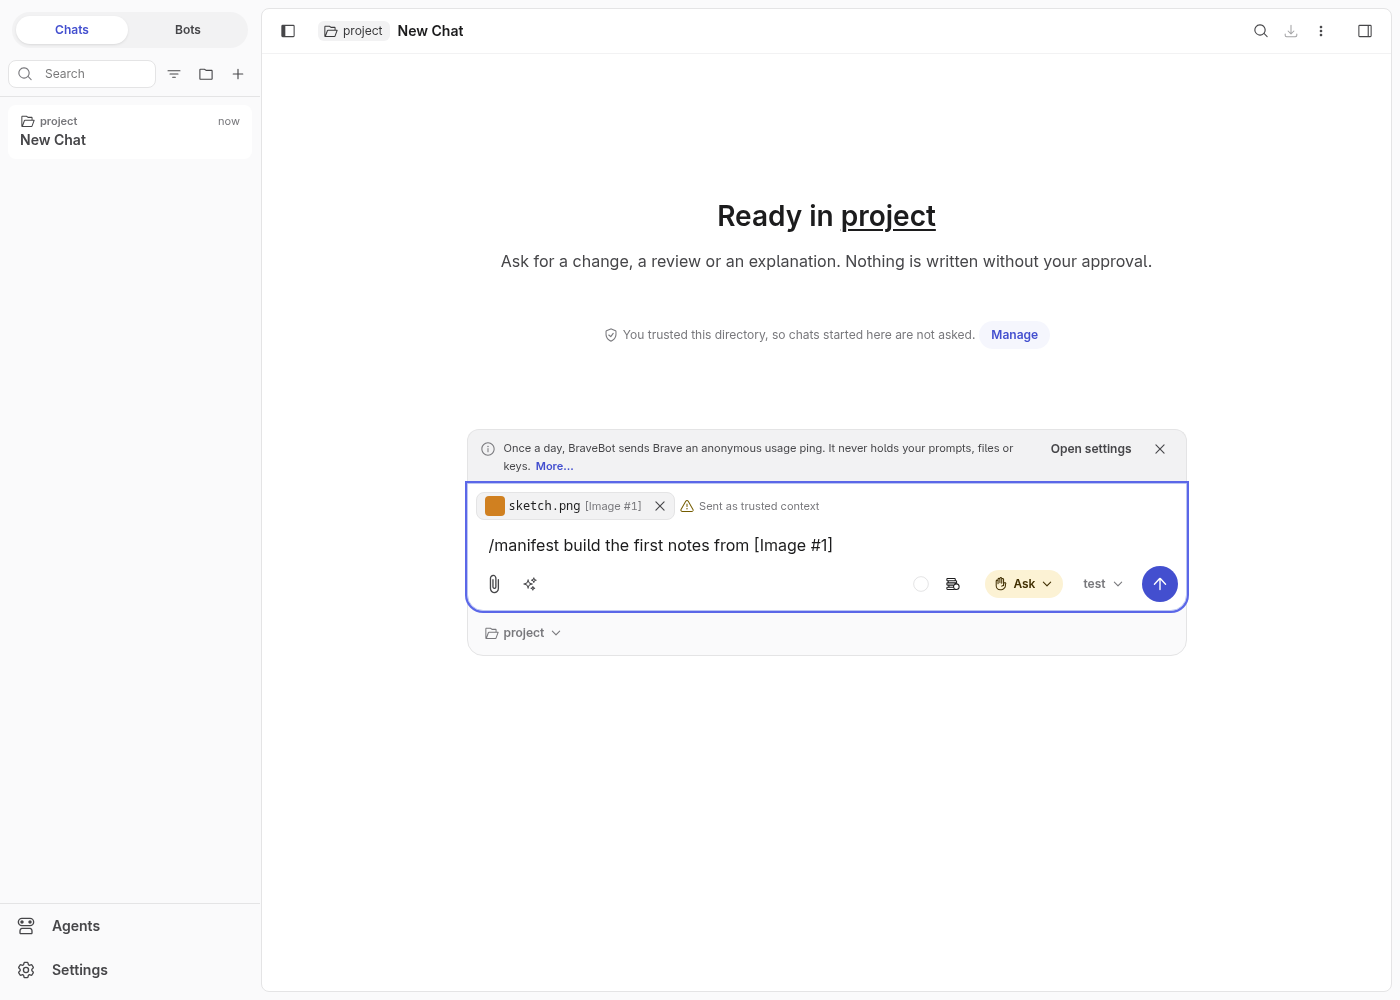 Chats
Bots
Search
project
now
New Chat
Agents
Settings
project
New Chat
Ready in project
Ask for a change, a review or an explanation. Nothing is written without your approval.
You trusted this directory, so chats started here are not asked.
Manage
Once a day, BraveBot sends Brave an anonymous usage ping. It never holds your prompts, files or
keys. More...
Open settings
sketch.png [Image #1]
Sent as trusted context
/manifest build the first notes from [Image #1]
Ask
test
project